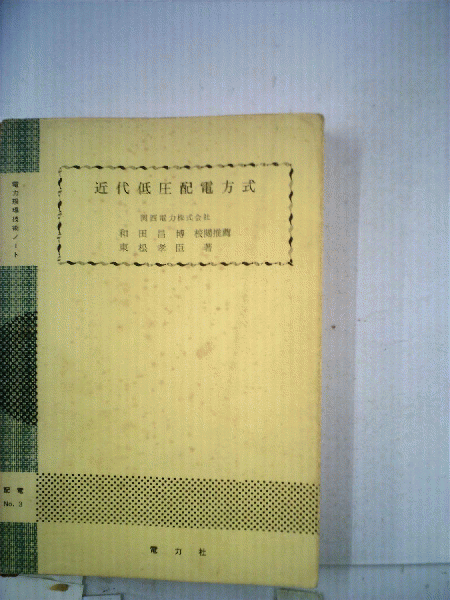 近代低圧配電方式
関西電力株式会社
和田昌博 校閲推薦
東松孝臣 著
電力現場技術ノート
配電
No. 3
電力社